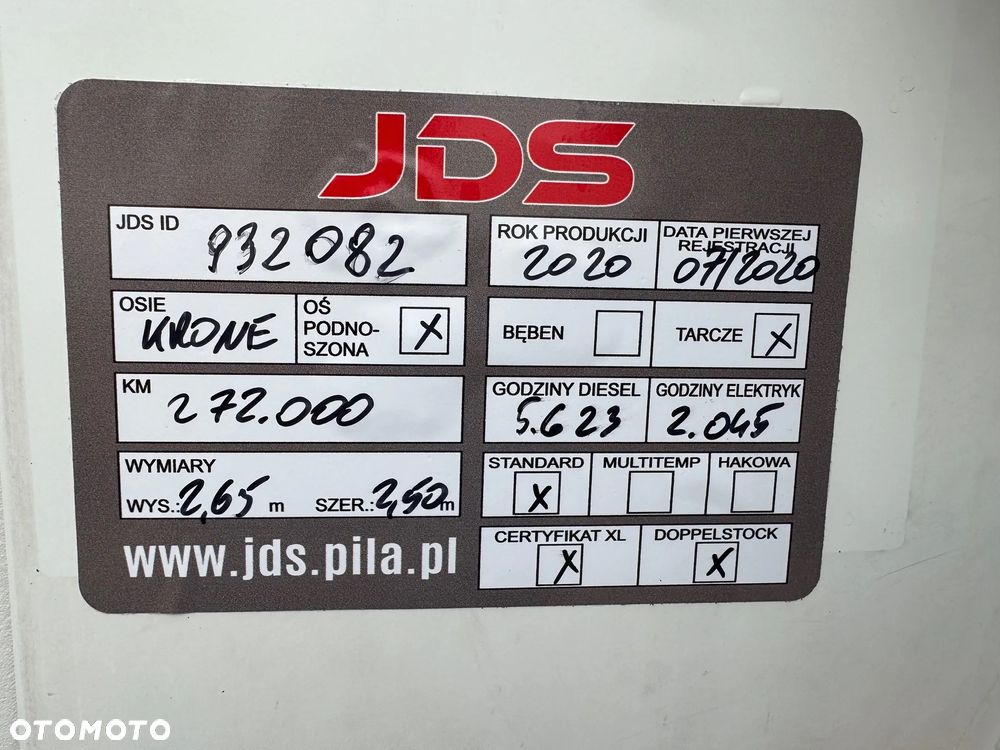 JDS
JDS ID 932082
ROK PRODUKCJI 2020
DATA PIERWSZEJ REJESTRACJI 07/2020
OSIE KRONE
OŚ PODNO-SZONA X
BĘBEN
TARCZE X
KM 272.000
GODZINY DIESEL 5.623
GODZINY ELEKTRYK 2.045
WYMIARY
WYS.: 2,65 m SZER.: 2,50 m
STANDARD X
MULTITEMP
HAKOWA
CERTYFIKAT XL X
DOPPELSTOCK X
www.jds.pila.pl
OTOMOTO